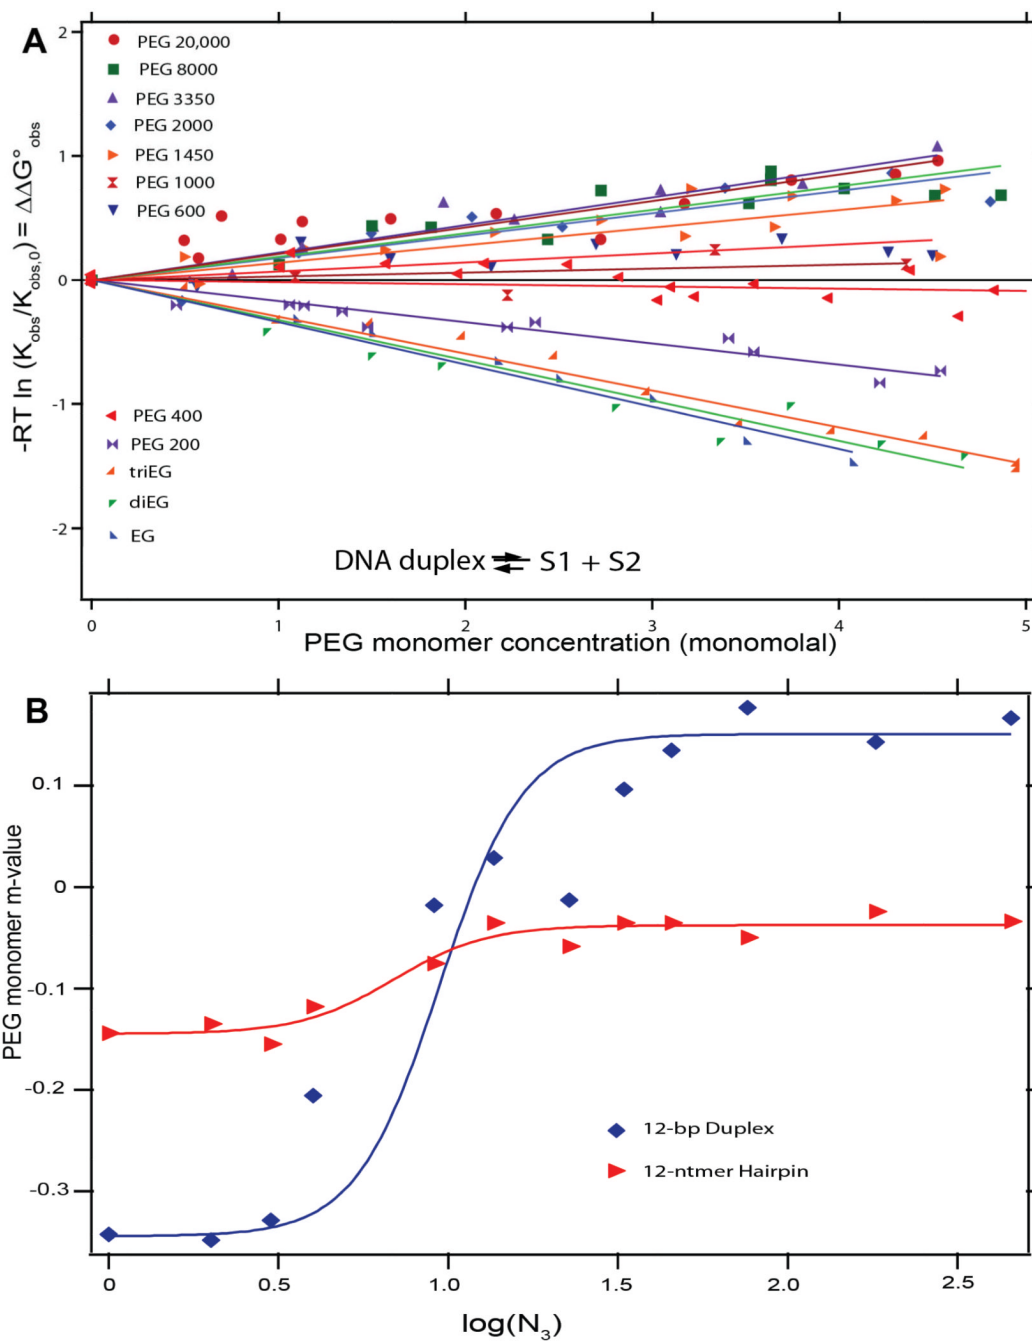 A
2
1
0
-1
-2
-RT ln (K_obs/K_obs,0) = ΔΔG°_obs
PEG 20,000
PEG 8000
PEG 3350
PEG 2000
PEG 1450
PEG 1000
PEG 600
PEG 400
PEG 200
triEG
diEG
EG
DNA duplex ⇌ S1 + S2
0 1 2 3 4 5
PEG monomer concentration (monomolal)
B
0.1
0
-0.1
-0.2
-0.3
PEG monomer m-value
12-bp Duplex
12-ntmer Hairpin
0 0.5 1.0 1.5 2.0 2.5
log(N₃)